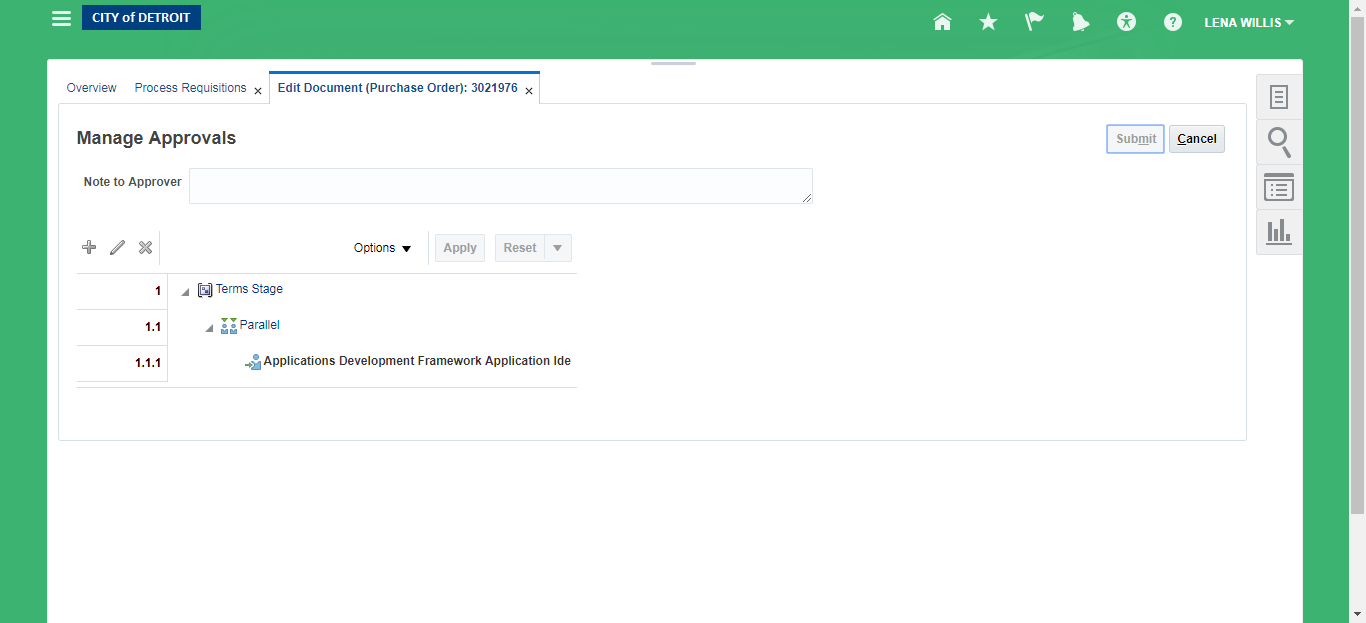 CITY of DETROIT
LENA WILLIS
Overview Process Requisitions Edit Document (Purchase Order): 3021976
Manage Approvals
Submit Cancel
Note to Approver
Options Apply Reset
1 Terms Stage
1.1 Parallel
1.1.1 Applications Development Framework Application Ide